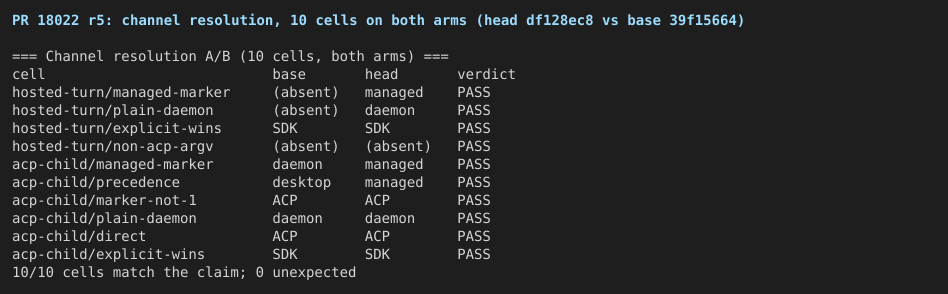 PR 18022 r5: channel resolution, 10 cells on both arms (head df128ec8 vs base 39f15664)
=== Channel resolution A/B (10 cells, both arms) ===
cell base head verdict
hosted-turn/managed-marker (absent) managed PASS
hosted-turn/plain-daemon (absent) daemon PASS
hosted-turn/explicit-wins SDK SDK PASS
hosted-turn/non-acp-argv (absent) (absent) PASS
acp-child/managed-marker daemon managed PASS
acp-child/precedence desktop managed PASS
acp-child/marker-not-1 ACP ACP PASS
acp-child/plain-daemon daemon daemon PASS
acp-child/direct ACP ACP PASS
acp-child/explicit-wins SDK SDK PASS
10/10 cells match the claim; 0 unexpected